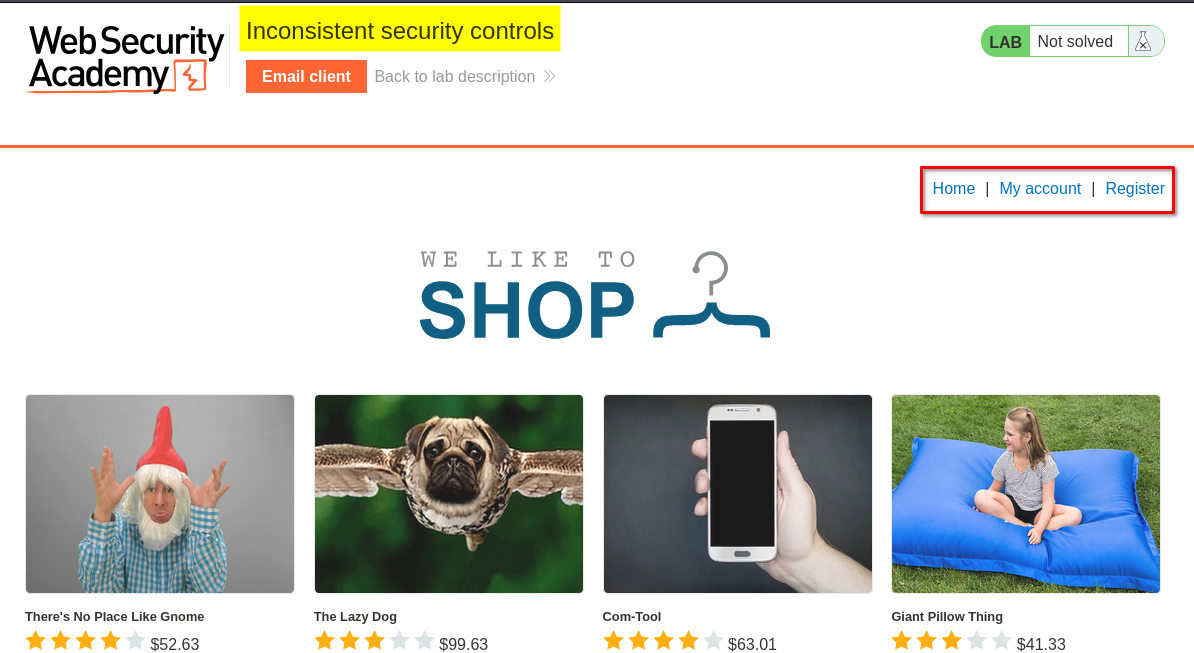 Web Security
Academy
Inconsistent security controls
Email client Back to lab description
LAB Not solved
Home | My account | Register
WE LIKE TO
SHOP
There's No Place Like Gnome
$52.63
The Lazy Dog
$99.63
Com-Tool
$63.01
Giant Pillow Thing
$41.33